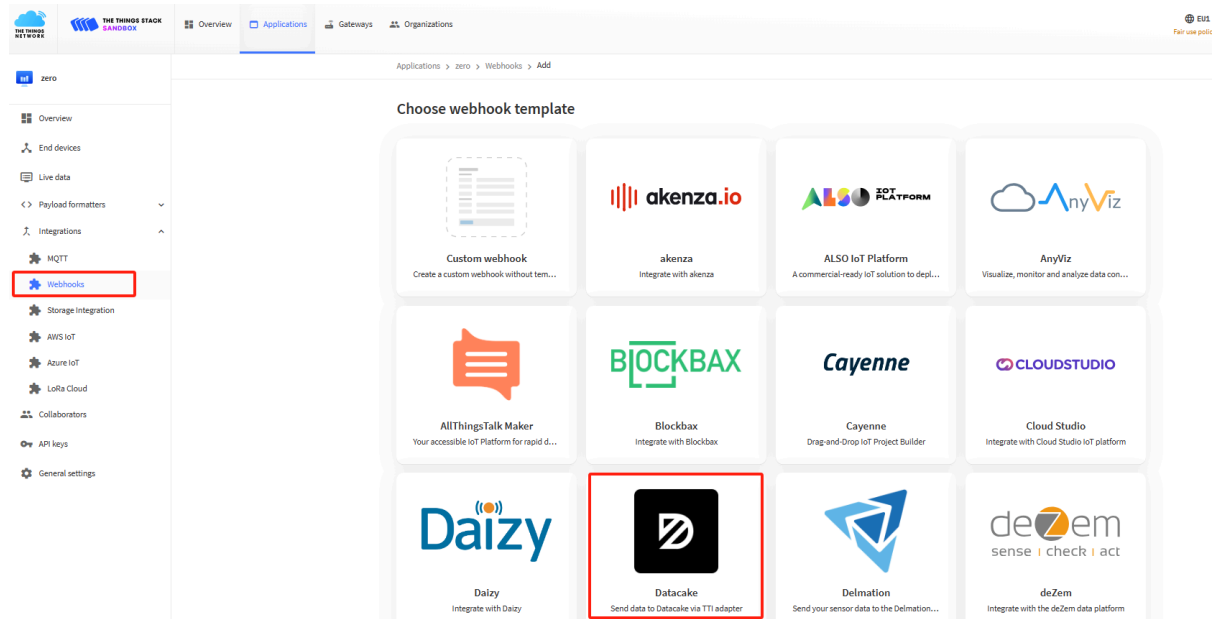 THE THINGS
NETWORK
THE THINGS STACK
SANDBOX
Overview
Applications
Gateways
Organizations
EU1
Fair use polic
zero
Applications > zero > Webhooks > Add
Overview
End devices
Live data
Payload formatters
Integrations
MQTT
Webhooks
Storage Integration
AWS IoT
Azure IoT
LoRa Cloud
Collaborators
API keys
General settings
Choose webhook template
Custom webhook
Create a custom webhook without tem...
akenza.io
akenza
Integrate with akenza
ALSO IOT PLATFORM
ALSO IoT Platform
A commercial-ready IoT solution to depl...
AnyViz
AnyViz
Visualize, monitor and analyze data con...
AllThingsTalk Maker
Your accessible IoT Platform for rapid d...
BLOCKBAX
Blockbax
Integrate with Blockbax
Cayenne
Cayenne
Drag-and-Drop IoT Project Builder
CLOUDSTUDIO
Cloud Studio
Integrate with Cloud Studio IoT platform
Daizy
Daizy
Integrate with Daizy
Datacake
Send data to Datacake via TTI adapter
Delmation
Send your sensor data to the Delmation...
deZem
sense | check | act
deZem
Integrate with the deZem data platform